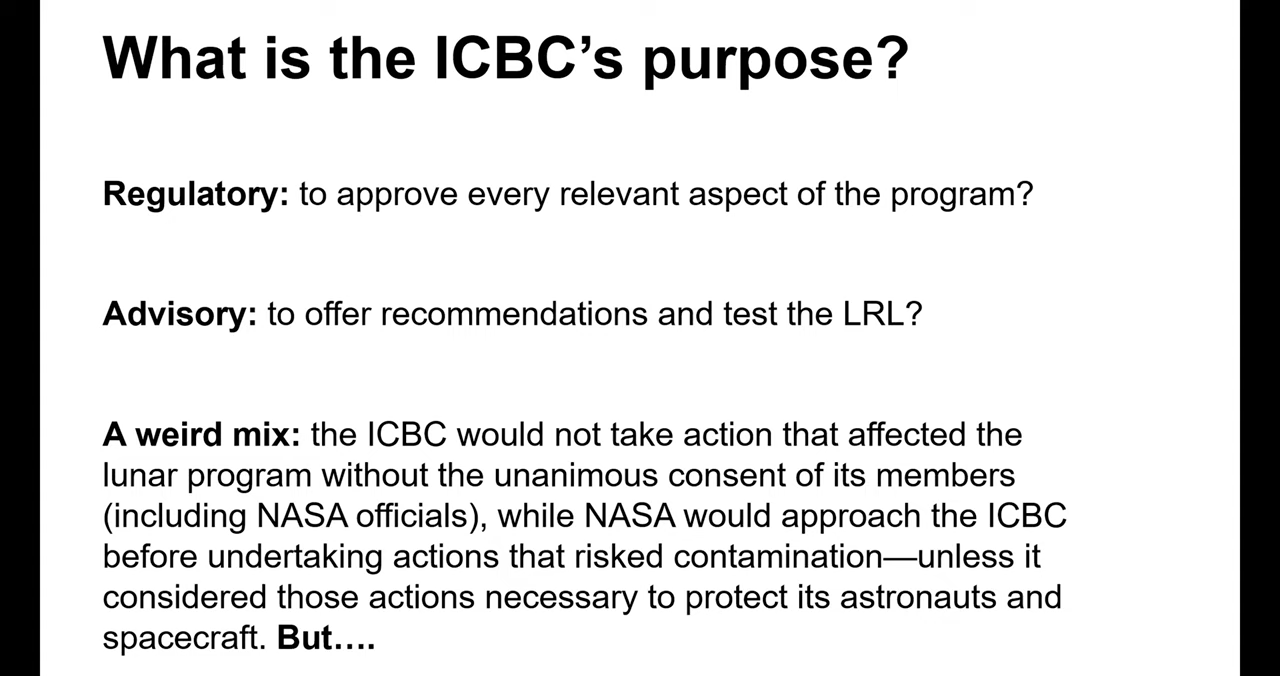 What is the ICBC’s purpose?
Regulatory: to approve every relevant aspect of the program?
Advisory: to offer recommendations and test the LRL?
A weird mix: the ICBC would not take action that affected the
lunar program without the unanimous consent of its members
(including NASA officials), while NASA would approach the ICBC
before undertaking actions that risked contamination—unless it
considered those actions necessary to protect its astronauts and
spacecraft. But….